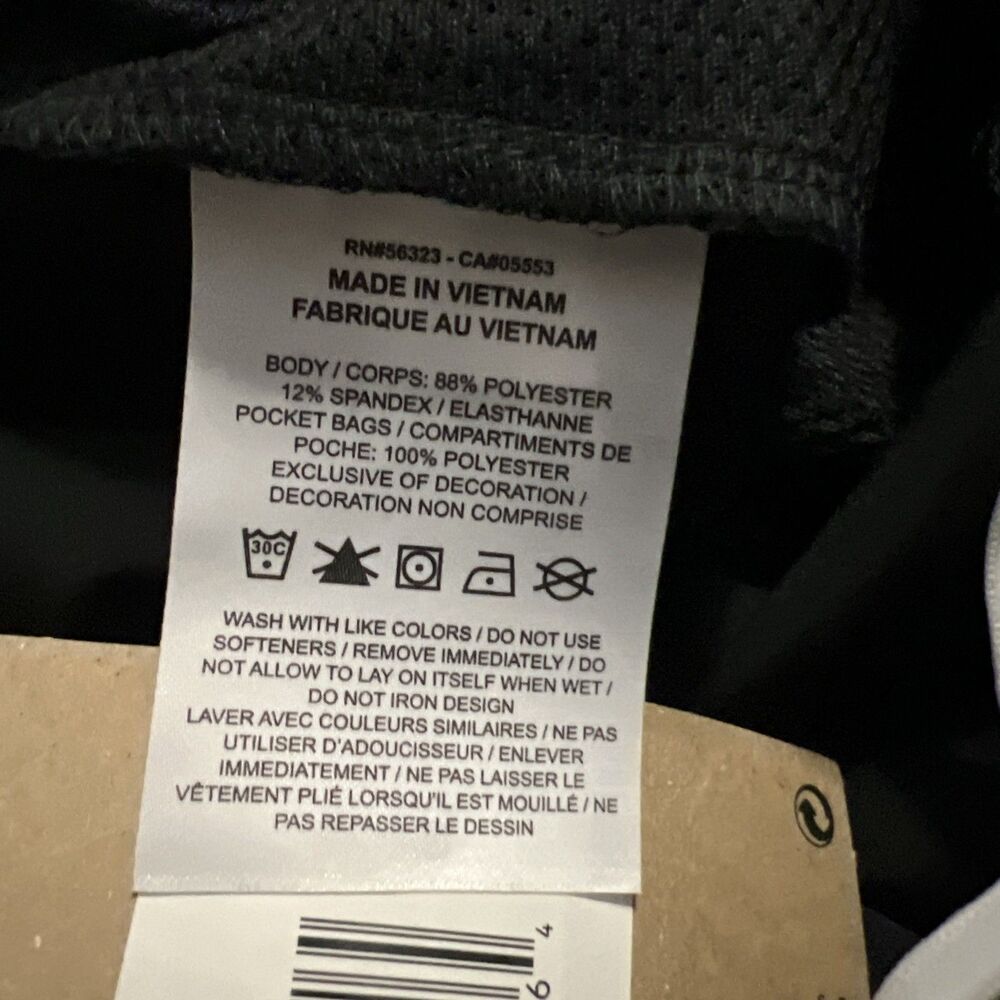 RN#56323 - CA#05553
MADE IN VIETNAM
FABRIQUE AU VIETNAM
BODY / CORPS: 88% POLYESTER
12% SPANDEX / ELASTHANNE
POCKET BAGS / COMPARTIMENTS DE
POCHE: 100% POLYESTER
EXCLUSIVE OF DECORATION /
DECORATION NON COMPRISE
30C
WASH WITH LIKE COLORS / DO NOT USE
SOFTENERS / REMOVE IMMEDIATELY / DO
NOT ALLOW TO LAY ON ITSELF WHEN WET /
DO NOT IRON DESIGN
LAVER AVEC COULEURS SIMILAIRES / NE PAS
UTILISER D'ADOUCISSEUR / ENLEVER
IMMEDIATEMENT / NE PAS LAISSER LE
VÊTEMENT PLIÉ LORSQU'IL EST MOUILLÉ / NE
PAS REPASSER LE DESSIN
6 4